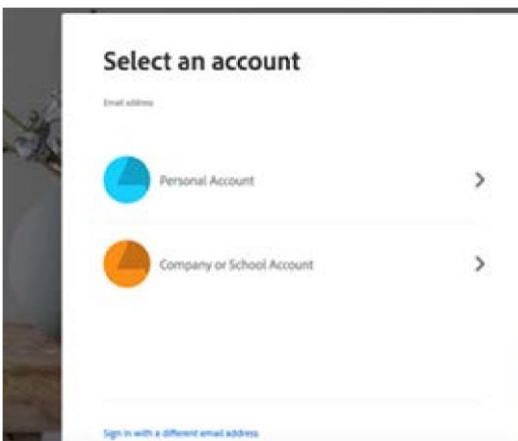 Select an account
Email address
Personal Account
Company or School Account
Sign in with a different email address